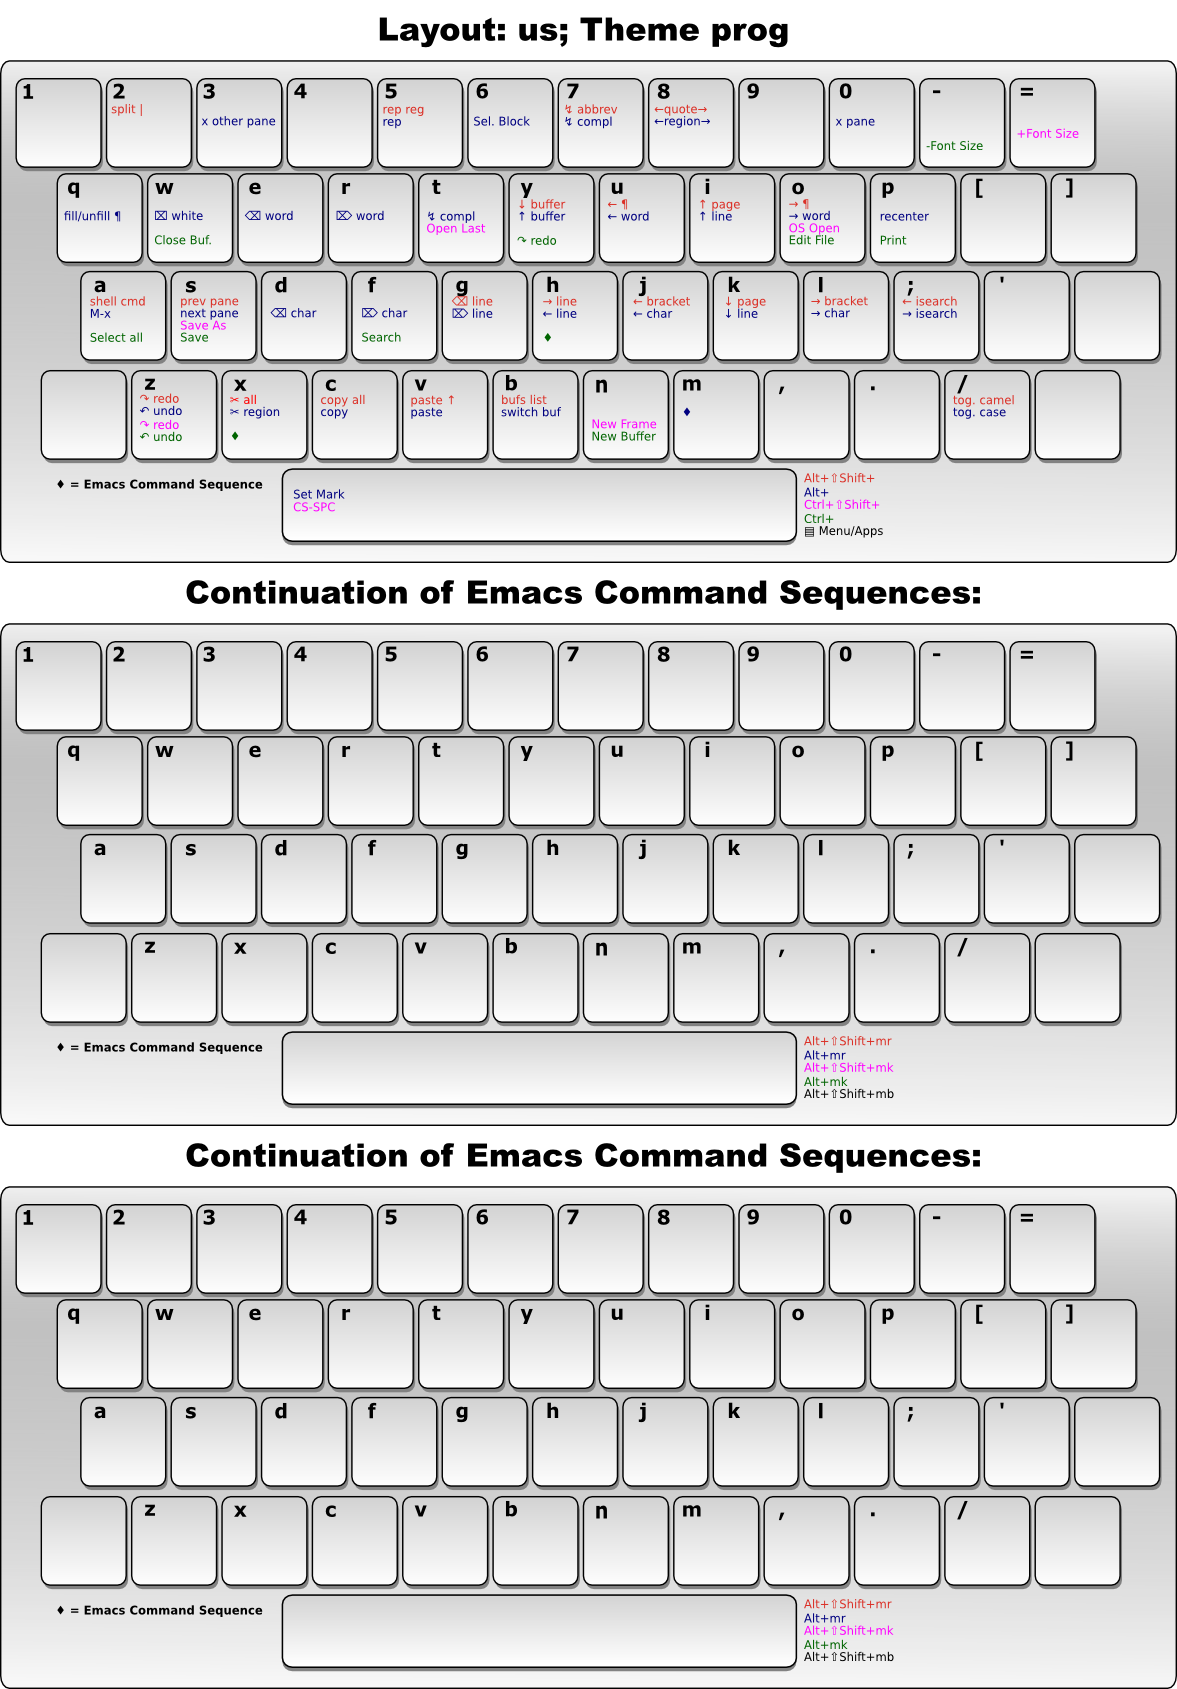 Layout: us; Theme prog
1 2 3 4 5 6 7 8 9 0 - =
split | rep reg ↯ abbrev ←quote→
x other pane rep Sel. Block ↯ compl ←region→ x pane
+Font Size
-Font Size
q w e r t y u i o p [ ]
↓ buffer ← ¶ ↑ page → ¶
fill/unfill ¶ ⌧ white ⌫ word ⌦ word ↯ compl ↑ buffer ← word ↑ line → word recenter
Open Last OS Open
Close Buf. ↷ redo Edit File Print
a s d f g h j k l ; '
shell cmd prev pane ⌫ line → line ← bracket ↓ page → bracket ← isearch
M-x next pane ⌫ char ⌦ char ⌦ line ← line ← char ↓ line → char → isearch
Save As
Select all Save Search ♦
z x c v b n m , . /
↷ redo ✂ all copy all paste ↑ bufs list tog. camel
↶ undo ✂ region copy paste switch buf ♦ tog. case
↷ redo New Frame
↶ undo ♦ New Buffer
♦ = Emacs Command Sequence
Set Mark
CS-SPC
Alt+⇧Shift+
Alt+
Ctrl+⇧Shift+
Ctrl+
▤ Menu/Apps
Continuation of Emacs Command Sequences:
1 2 3 4 5 6 7 8 9 0 - =
q w e r t y u i o p [ ]
a s d f g h j k l ; '
z x c v b n m , . /
♦ = Emacs Command Sequence
Alt+⇧Shift+mr
Alt+mr
Alt+⇧Shift+mk
Alt+mk
Alt+⇧Shift+mb
Continuation of Emacs Command Sequences:
1 2 3 4 5 6 7 8 9 0 - =
q w e r t y u i o p [ ]
a s d f g h j k l ; '
z x c v b n m , . /
♦ = Emacs Command Sequence
Alt+⇧Shift+mr
Alt+mr
Alt+⇧Shift+mk
Alt+mk
Alt+⇧Shift+mb